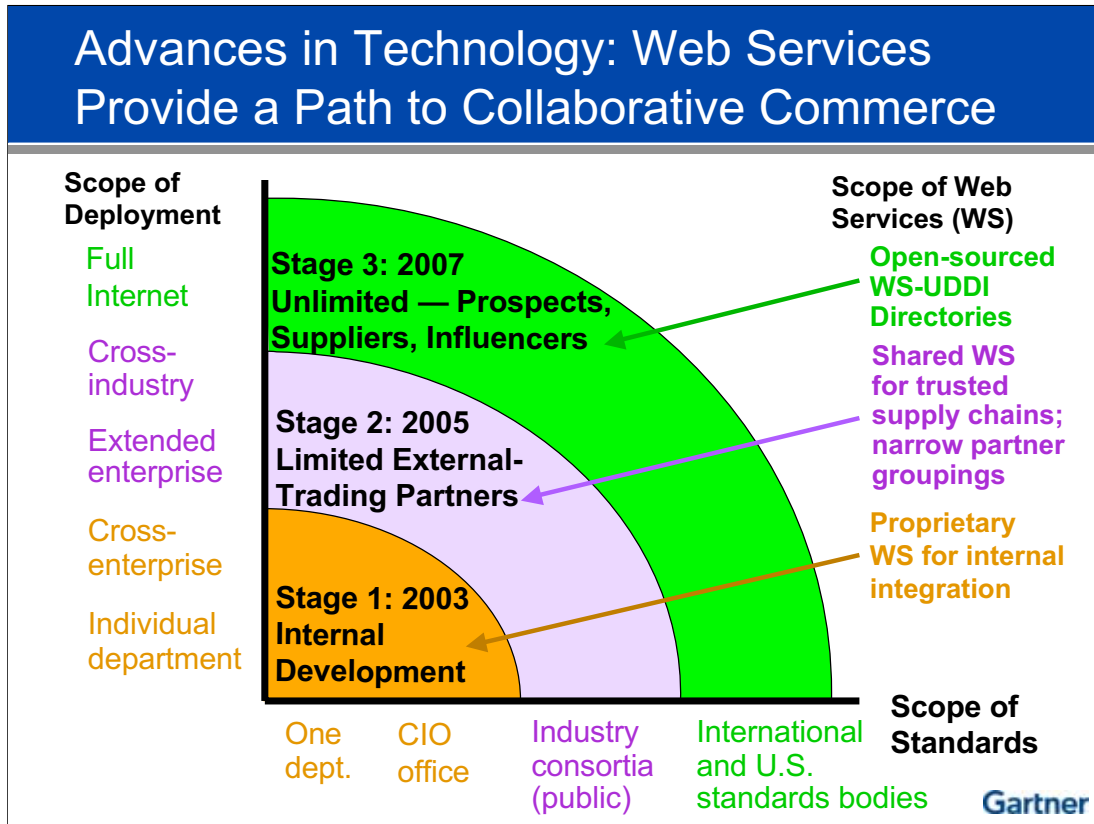 Advances in Technology: Web Services
Provide a Path to Collaborative Commerce
Scope of
Deployment
Full
Internet
Cross-
industry
Extended
enterprise
Cross-
enterprise
Individual
department
Stage 3: 2007
Unlimited — Prospects,
Suppliers, Influencers
Stage 2: 2005
Limited External-
Trading Partners
Stage 1: 2003
Internal
Development
Scope of Web
Services (WS)
Open-sourced
WS-UDDI
Directories
Shared WS
for trusted
supply chains;
narrow partner
groupings
Proprietary
WS for internal
integration
One
dept.
CIO
office
Industry
consortia
(public)
International
and U.S.
standards bodies
Scope of
Standards
Gartner